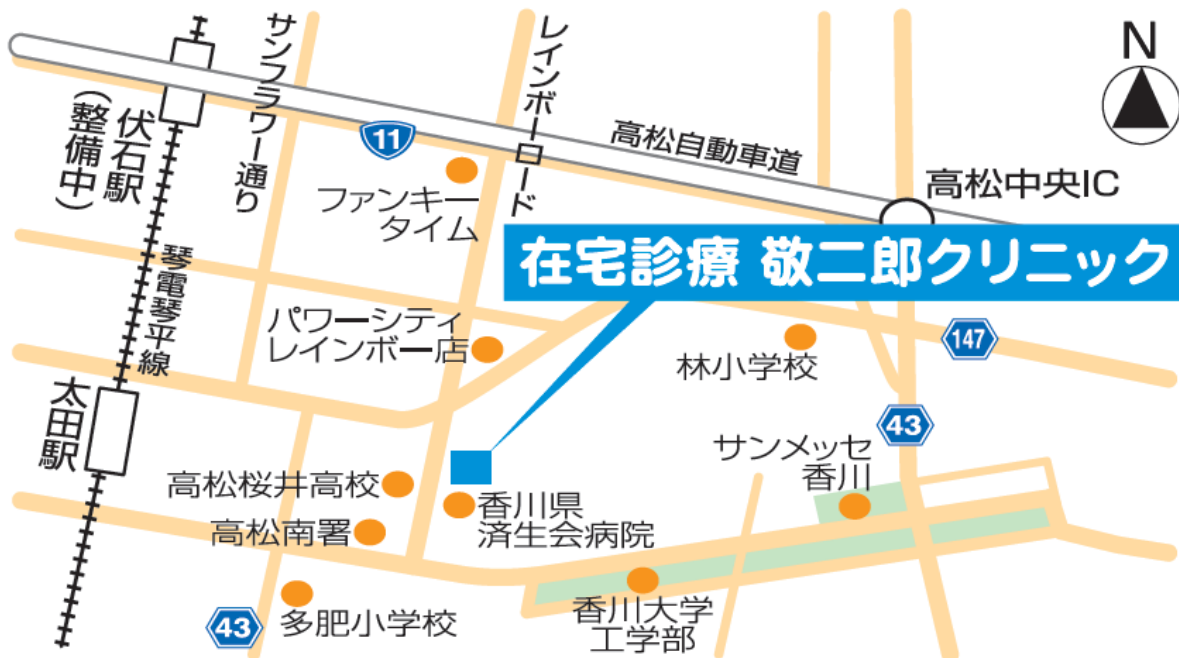 サンフラワー通り
レインボーロード
N
伏石駅
（整備中）
11
高松自動車道
高松中央IC
ファンキー
タイム
在宅診療 敬二郎クリニック
琴電琴平線
パワーシティ
レインボー店
林小学校
147
太田駅
43
サンメッセ
香川
高松桜井高校
香川県
済生会病院
高松南署
香川大学
工学部
多肥小学校
43